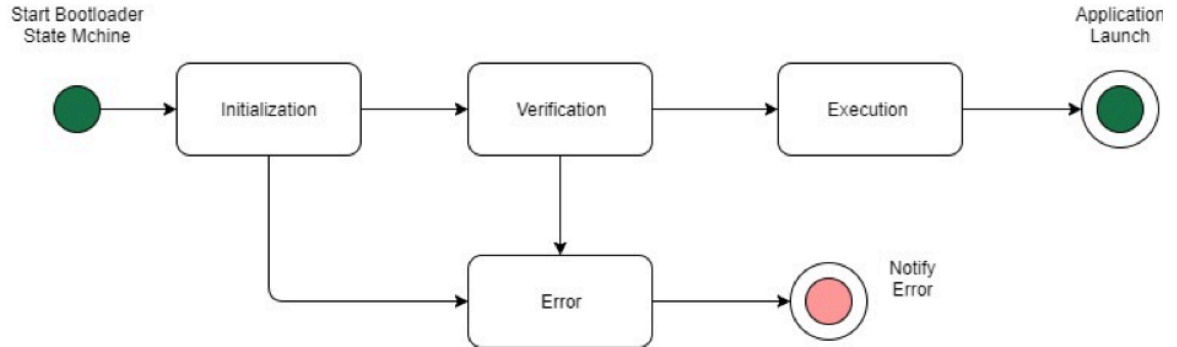 Start Bootloader
State Mchine
Application
Launch
Initialization
Verification
Execution
Error
Notify
Error